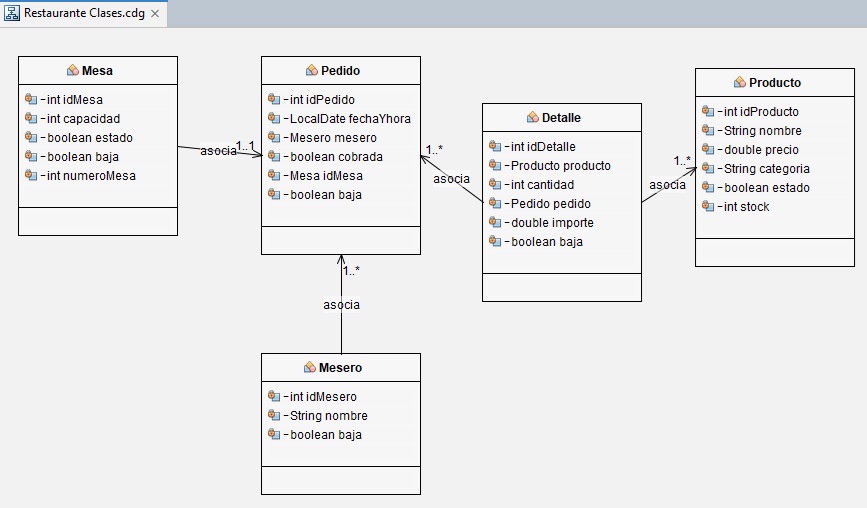 Restaurante Clases.cdg
Mesa
-int idMesa
-int capacidad
-boolean estado
-boolean baja
-int numeroMesa
asocia
1..1
Pedido
-int idPedido
-LocalDate fechaYhora
-Mesero mesero
-boolean cobrada
-Mesa idMesa
-boolean baja
1..*
asocia
Detalle
-int idDetalle
-Producto producto
-int cantidad
-Pedido pedido
-double importe
-boolean baja
1..*
asocia
Producto
-int idProducto
-String nombre
-double precio
-String categoria
-boolean estado
-int stock
1..*
asocia
Mesero
-int idMesero
-String nombre
-boolean baja